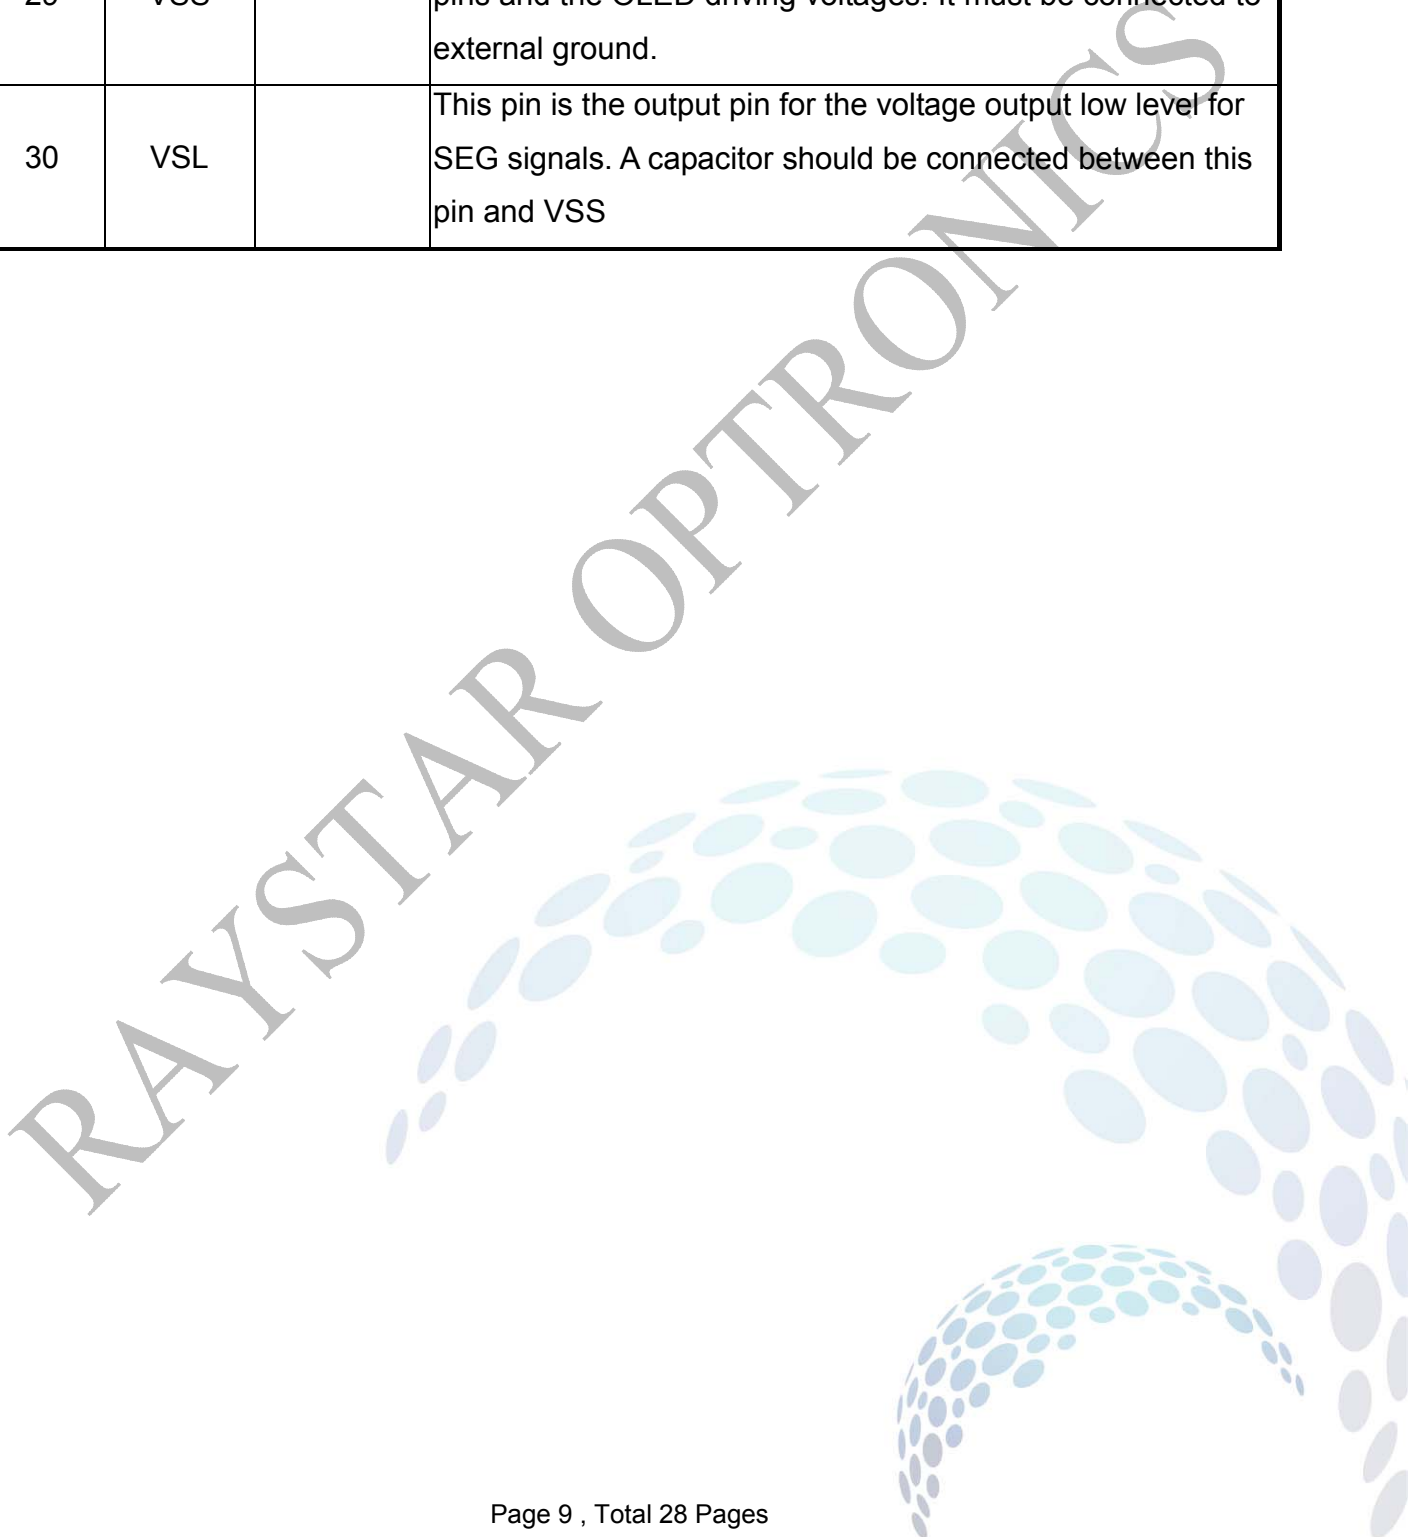 29 VSS pins and the OLED driving voltages. It must be connected to
external ground.
This pin is the output pin for the voltage output low level for
30 VSL SEG signals. A capacitor should be connected between this
pin and VSS
RAYSTAR OPTRONICS
Page 9 , Total 28 Pages